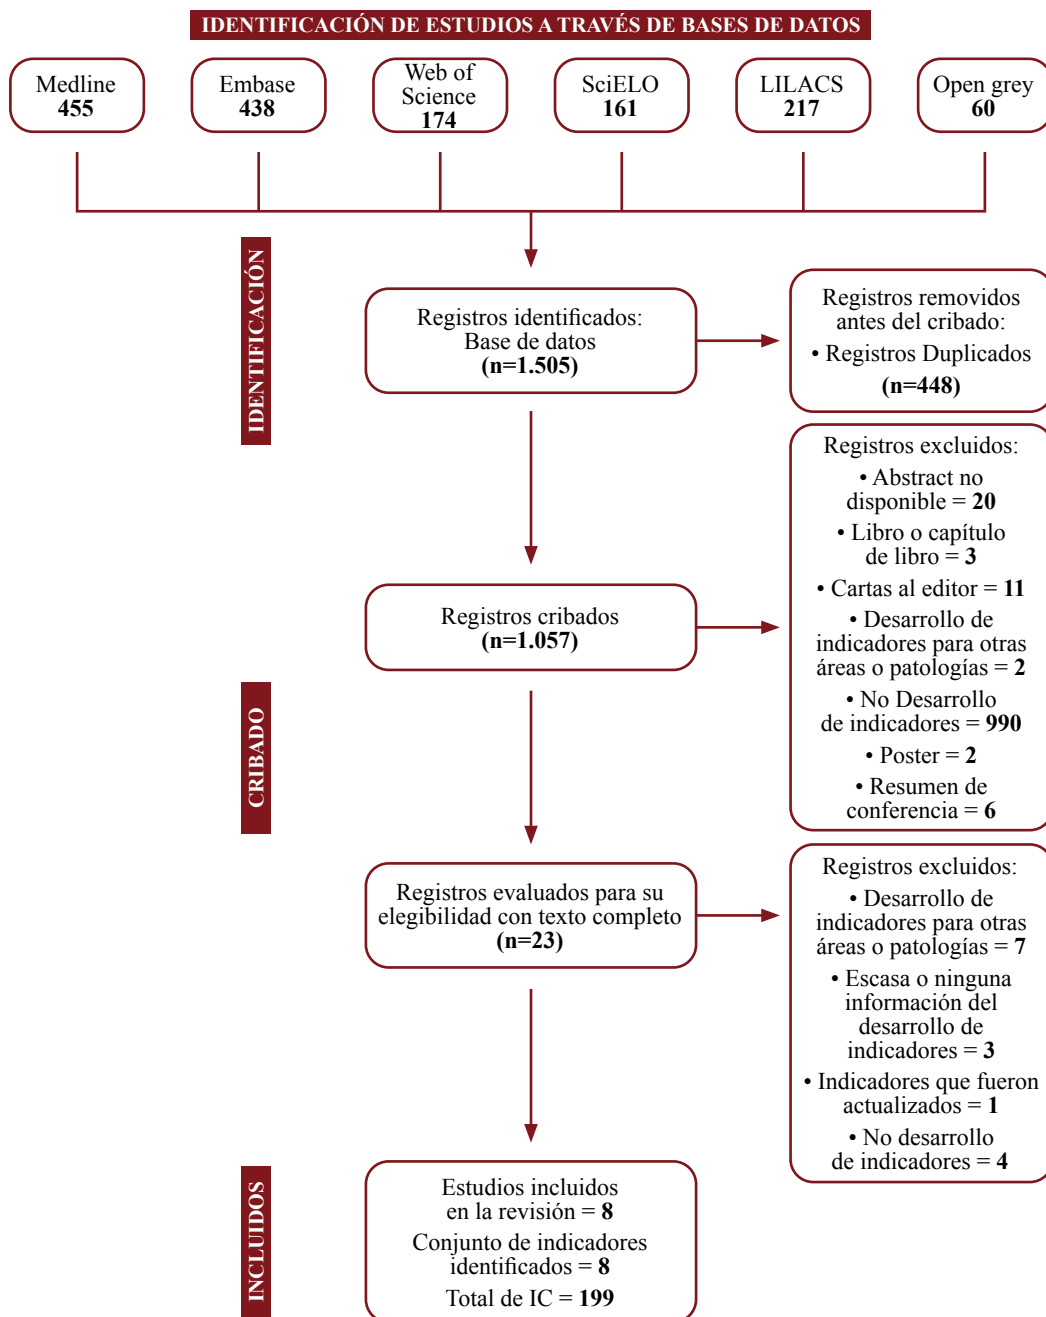 IDENTIFICACIÓN DE ESTUDIOS A TRAVÉS DE BASES DE DATOS
Medline
455
Embase
438
Web of
Science
174
SciELO
161
LILACS
217
Open grey
60
IDENTIFICACIÓN
Registros identificados:
Base de datos
(n=1.505)
Registros removidos
antes del cribado:
• Registros Duplicados
(n=448)
CRIBADO
Registros cribados
(n=1.057)
Registros excluidos:
• Abstract no
disponible = 20
• Libro o capítulo
de libro = 3
• Cartas al editor = 11
• Desarrollo de
indicadores para otras
áreas o patologías = 2
• No Desarrollo
de indicadores = 990
• Poster = 2
• Resumen de
conferencia = 6
Registros evaluados para su
elegibilidad con texto completo
(n=23)
Registros excluidos:
• Desarrollo de
indicadores para otras
áreas o patologías = 7
• Escasa o ninguna
información del
desarrollo de
indicadores = 3
• Indicadores que fueron
actualizados = 1
• No desarrollo
de indicadores = 4
INCLUIDOS
Estudios incluidos
en la revisión = 8
Conjunto de indicadores
identificados = 8
Total de IC = 199